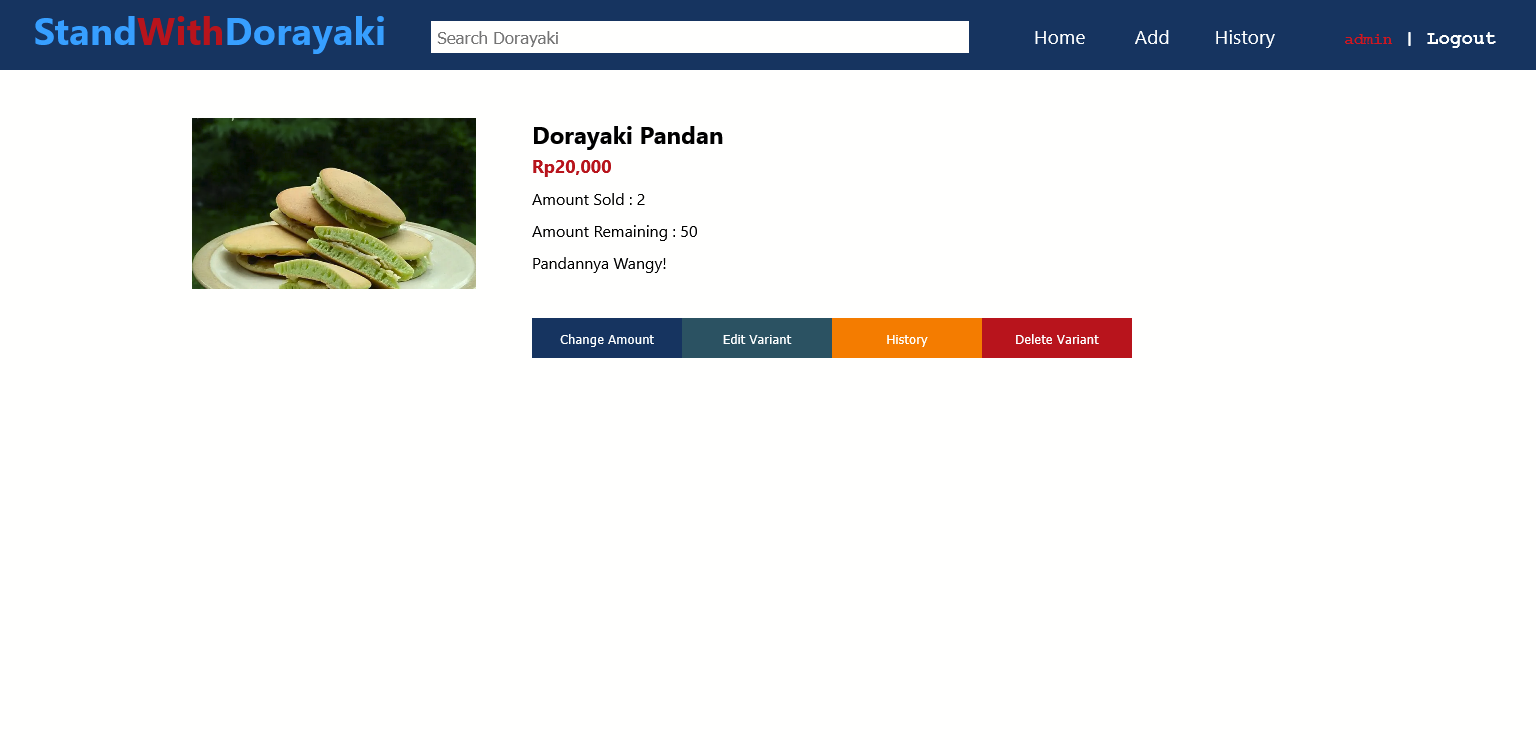 StandWithDorayaki
Search Dorayaki
Home
Add
History
admin | Logout
Dorayaki Pandan
Rp20,000
Amount Sold : 2
Amount Remaining : 50
Pandannya Wangy!
Change Amount
Edit Variant
History
Delete Variant